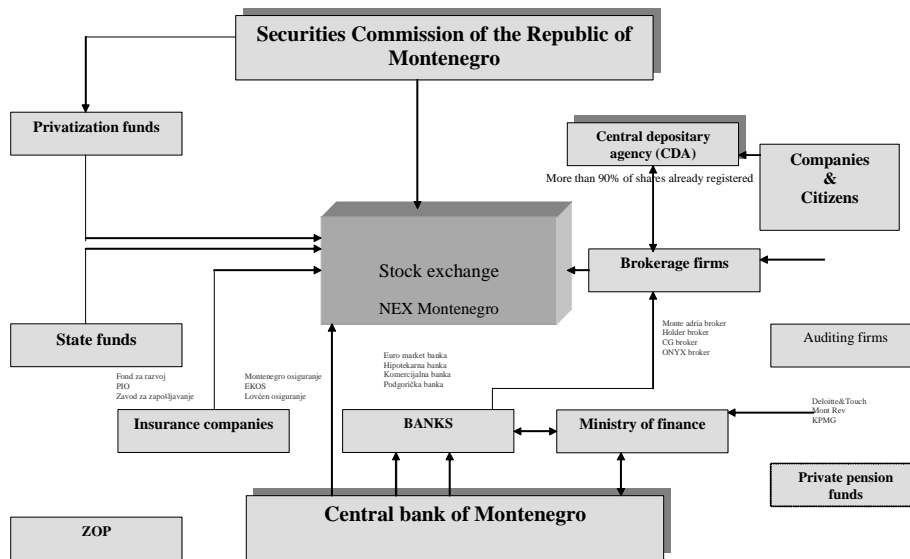 Securities Commission of the Republic of
Montenegro
Privatization funds
Central depositary
agency (CDA)
More than 90% of shares already registered
Companies
&
Citizens
Stock exchange
NEX Montenegro
Brokerage firms
State funds
Fond za razvoj
PIO
Zavod za zapošljavanje
Montenegro osiguranje
EKOS
Lovćen osiguranje
Euro market banka
Hipotekarna banka
Komercijalna banka
Podgorička banka
Monte adria broker
Holder broker
CG broker
ONYX broker
Auditing firms
Deloitte&Touch
Mont Rev
KPMG
Insurance companies
BANKS
Ministry of finance
Private pension
funds
Central bank of Montenegro
ZOP